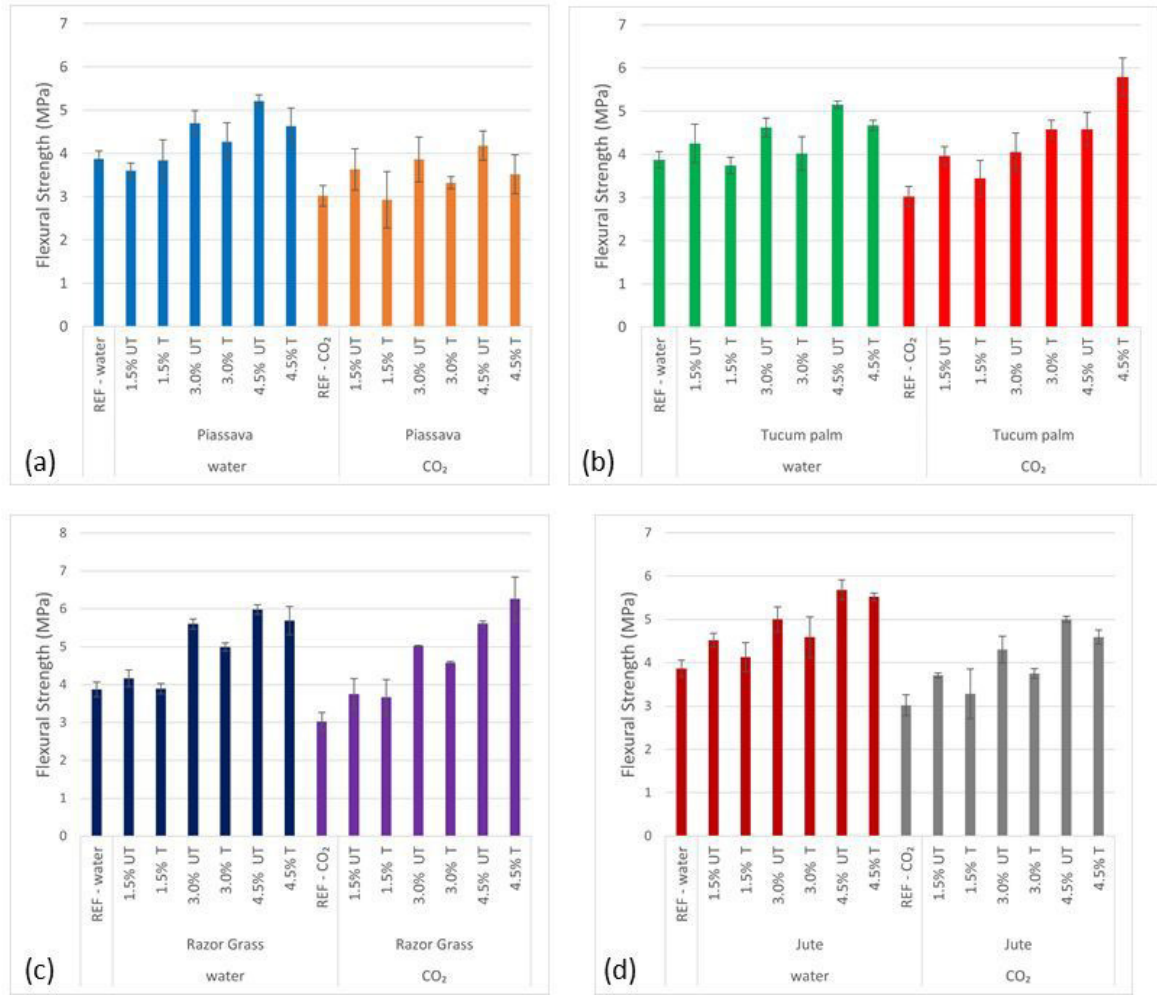 7
6
5
4
3
2
1
0
Flexural Strength (MPa)
REF - water
1.5% UT
1.5% T
3.0% UT
3.0% T
4.5% UT
4.5% T
REF - CO₂
1.5% UT
1.5% T
3.0% UT
3.0% T
4.5% UT
4.5% T
Piassava
Piassava
water
CO₂
(a)
7
6
5
4
3
2
1
0
Flexural Strength (MPa)
REF - water
1.5% UT
1.5% T
3.0% UT
3.0% T
4.5% UT
4.5% T
REF - CO₂
1.5% UT
1.5% T
3.0% UT
3.0% T
4.5% UT
4.5% T
Tucum palm
Tucum palm
water
CO₂
(b)
8
7
6
5
4
3
2
1
0
Flexural Strength (MPa)
REF - water
1.5% UT
1.5% T
3.0% UT
3.0% T
4.5% UT
4.5% T
REF - CO₂
1.5% UT
1.5% T
3.0% UT
3.0% T
4.5% UT
4.5% T
Razor Grass
Razor Grass
water
CO₂
(c)
7
6
5
4
3
2
1
0
Flexural Strength (MPa)
REF - water
1.5% UT
1.5% T
3.0% UT
3.0% T
4.5% UT
4.5% T
REF - CO₂
1.5% UT
1.5% T
3.0% UT
3.0% T
4.5% UT
4.5% T
Jute
Jute
water
CO₂
(d)